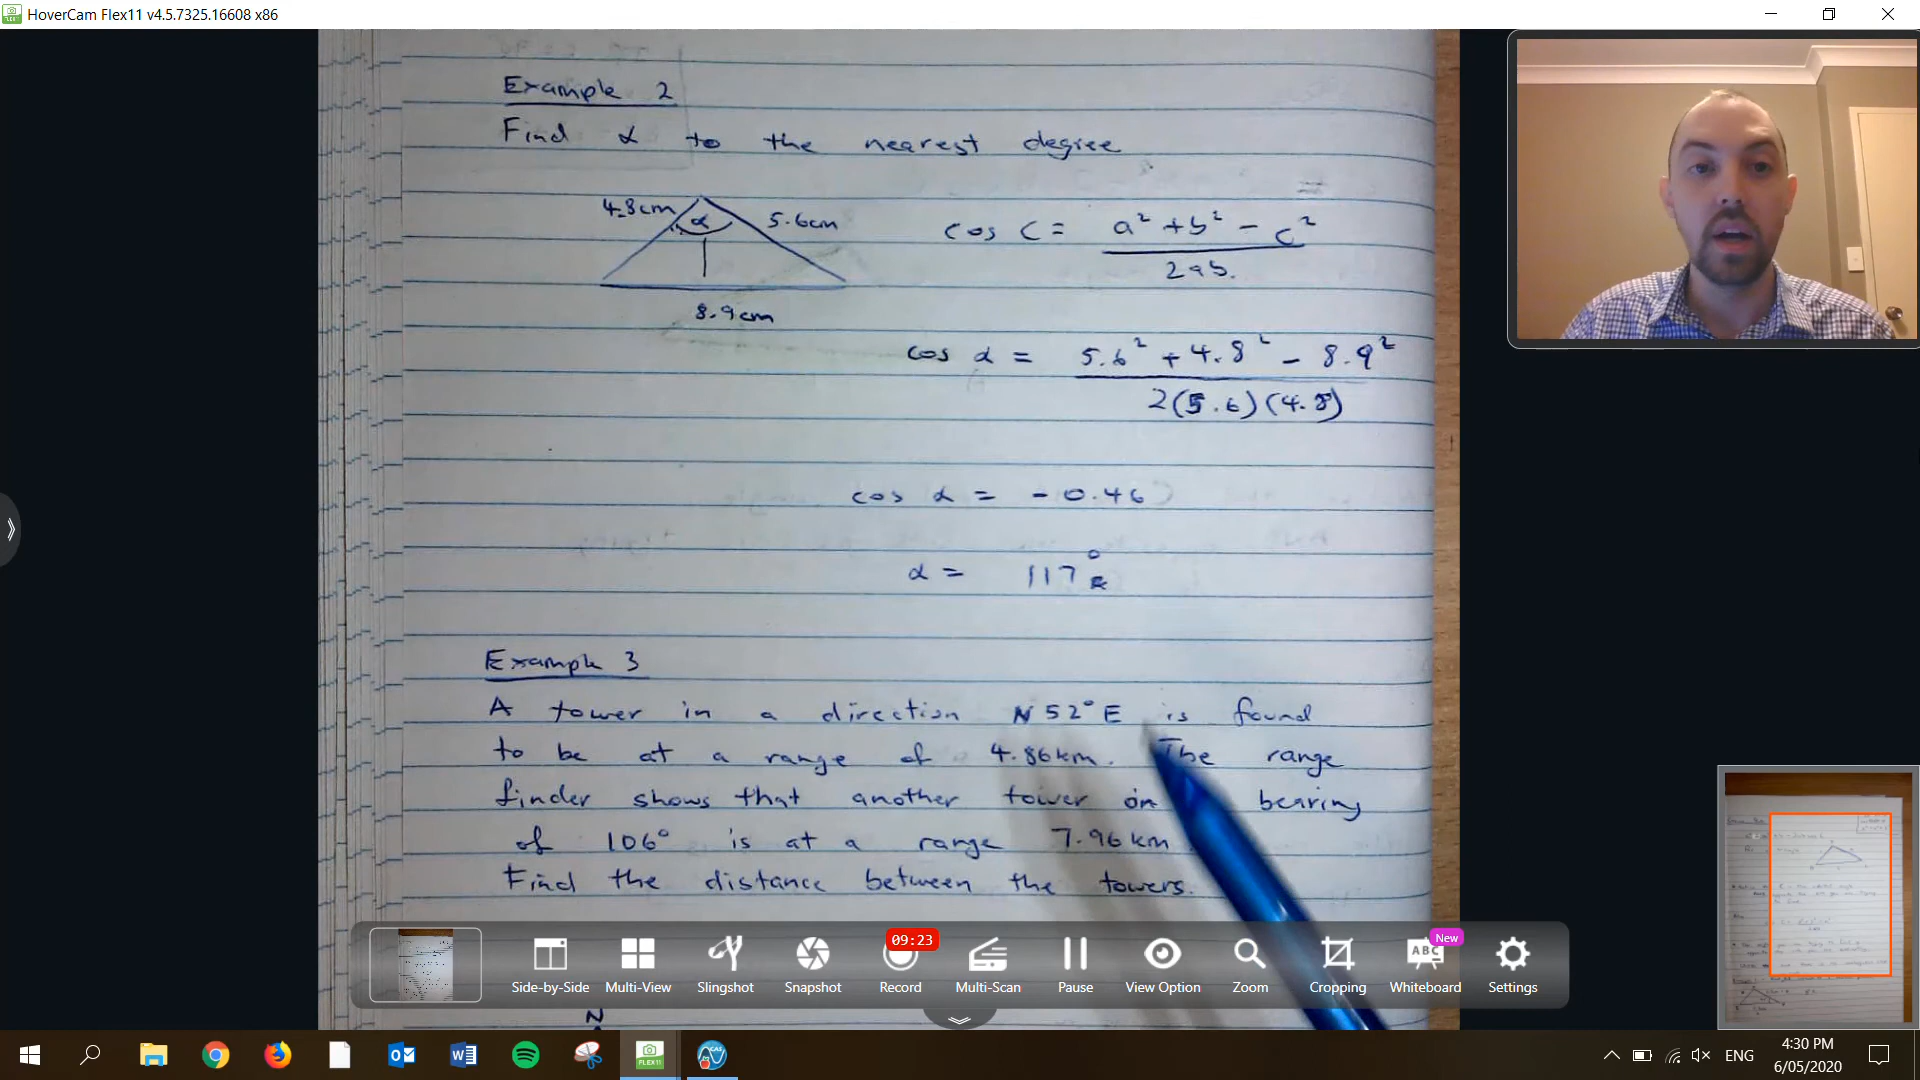 HoverCam Flex11 v4.5.7325.16608 x86
Example 2
Find α to the nearest degree
4.8cm
α
5.6cm
8.9cm
cos C = a² + b² - c²
2ab.
cos α = 5.6² + 4.8² - 8.9²
2(5.6)(4.8)
cos α = -0.46
α = 117°
Example 3
A tower in a direction N52°E is found
to be at a range of 4.86km. The range
finder shows that another tower on bearing
of 106° is at a range 7.96km
Find the distance between the towers.
N
09:23
New
ABC
Side-by-Side Multi-View Slingshot Snapshot Record Multi-Scan Pause View Option Zoom Cropping Whiteboard Settings
FLEX11
ENG
4:30 PM
6/05/2020